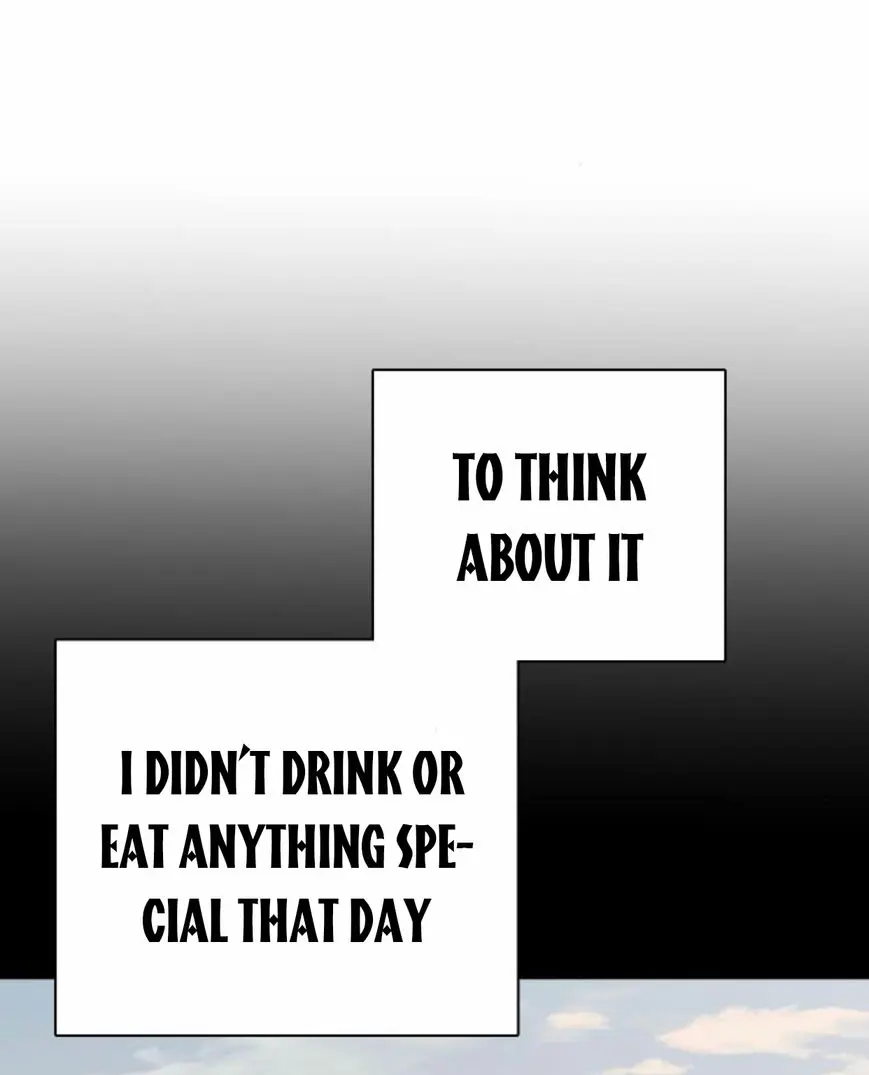 TO THINK
ABOUT IT
I DIDN'T DRINK OR
EAT ANYTHING SPE-
CIAL THAT DAY